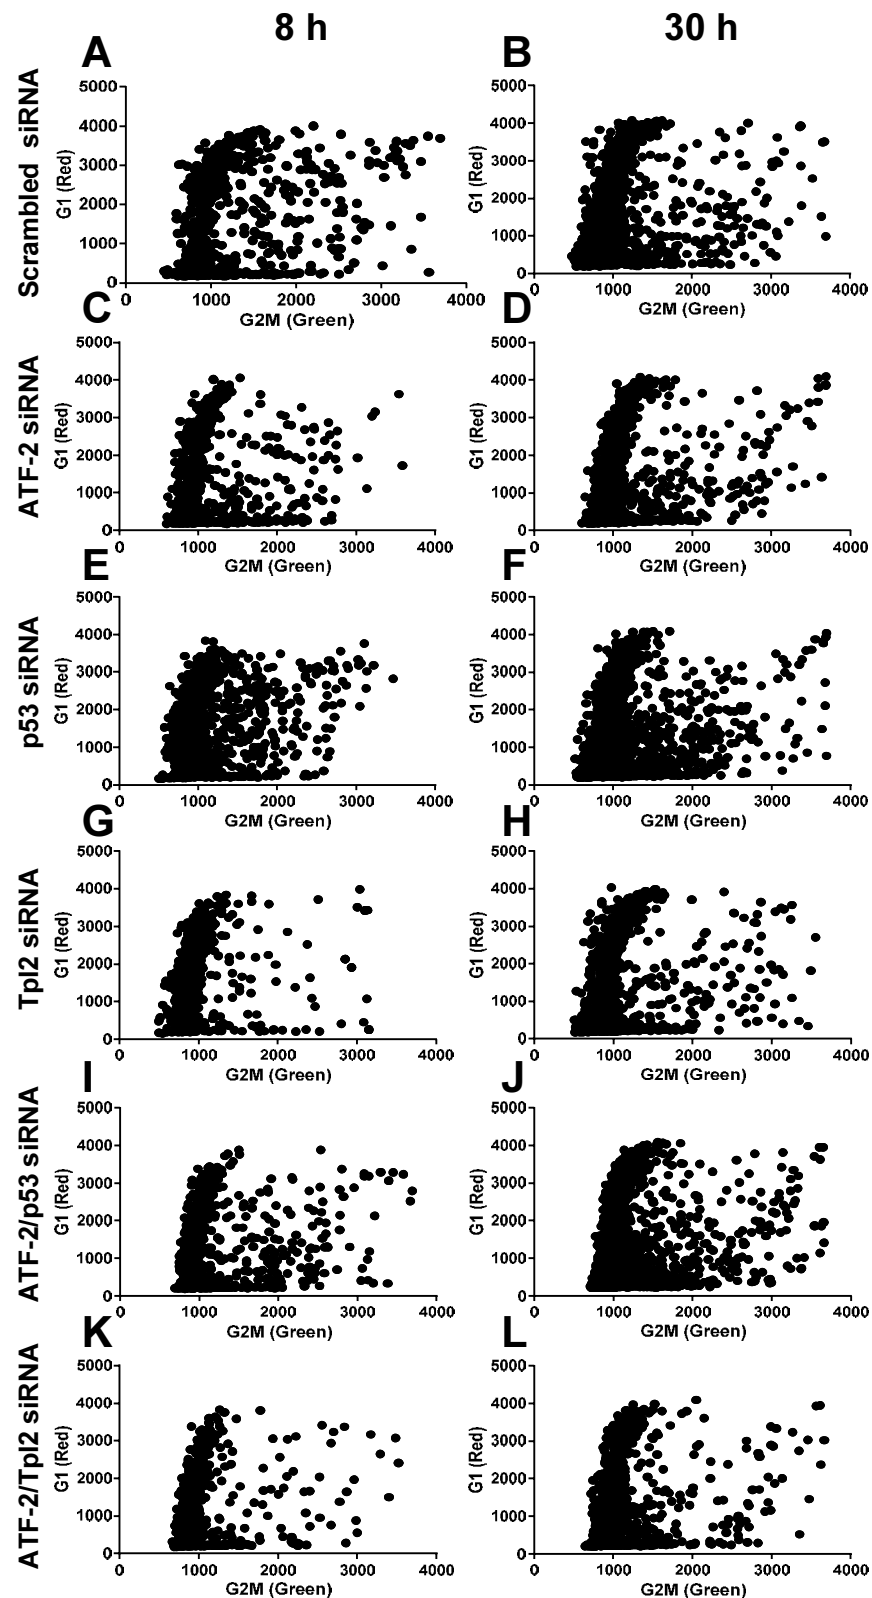 8 h 30 h
A B
Scrambled siRNA
5000 5000
4000 4000
3000 3000
G1 (Red) G1 (Red)
2000 2000
1000 1000
0 0
0 1000 2000 3000 4000 0 1000 2000 3000 4000
G2M (Green) G2M (Green)
C D
ATF-2 siRNA
5000 5000
4000 4000
3000 3000
G1 (Red) G1 (Red)
2000 2000
1000 1000
0 0
0 1000 2000 3000 4000 0 1000 2000 3000 4000
G2M (Green) G2M (Green)
E F
p53 siRNA
5000 5000
4000 4000
3000 3000
G1 (Red) G1 (Red)
2000 2000
1000 1000
0 0
0 1000 2000 3000 4000 0 1000 2000 3000 4000
G2M (Green) G2M (Green)
G H
Tpl2 siRNA
5000 5000
4000 4000
3000 3000
G1 (Red) G1 (Red)
2000 2000
1000 1000
0 0
0 1000 2000 3000 4000 0 1000 2000 3000 4000
G2M (Green) G2M (Green)
I J
ATF-2/p53 siRNA
5000 5000
4000 4000
3000 3000
G1 (Red) G1 (Red)
2000 2000
1000 1000
0 0
0 1000 2000 3000 4000 0 1000 2000 3000 4000
G2M (Green) G2M (Green)
K L
ATF-2/Tpl2 siRNA
5000 5000
4000 4000
3000 3000
G1 (Red) G1 (Red)
2000 2000
1000 1000
0 0
0 1000 2000 3000 4000 0 1000 2000 3000 4000
G2M (Green) G2M (Green)